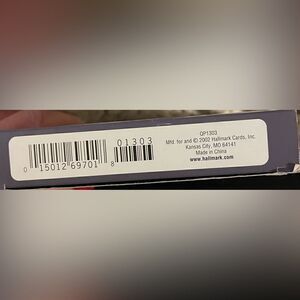 0 15012 69701 8
01303
QP1303
Mfd. for and © 2002 Hallmark Cards, Inc.
Kansas City, MO 64141
Made in China
www.hallmark.com